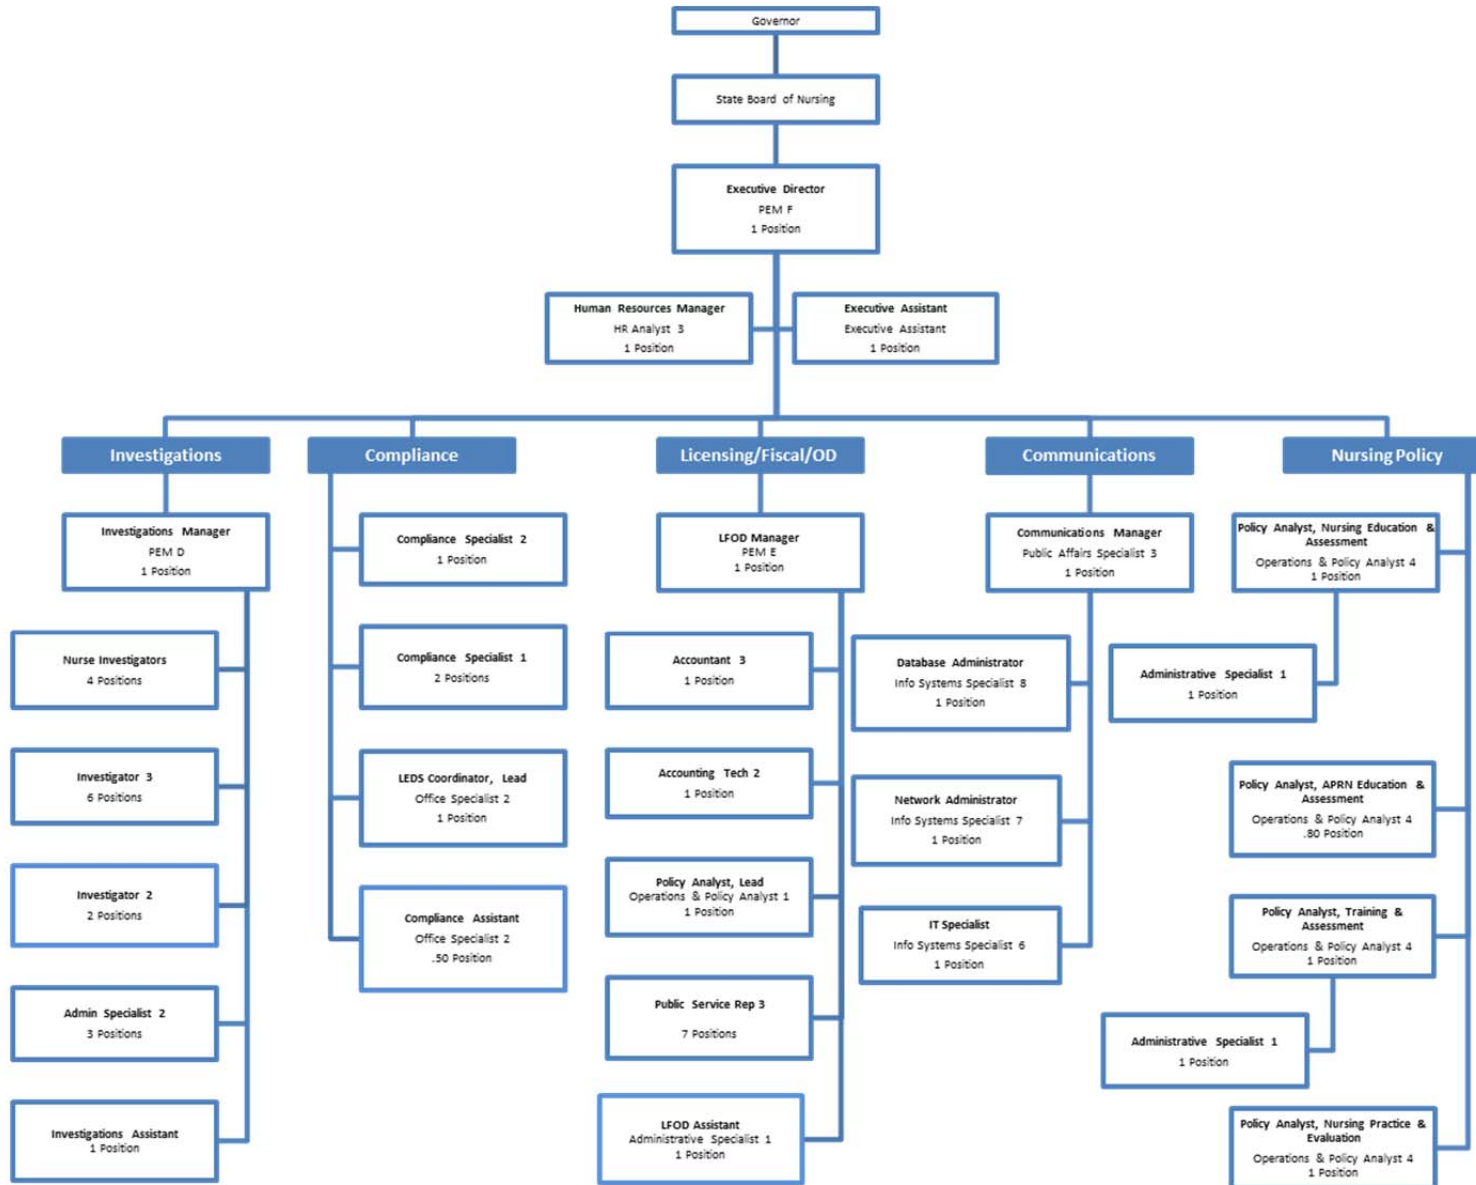 Governor
State Board of Nursing
Executive Director
PEM F
1 Position
Human Resources Manager
HR Analyst 3
1 Position
Executive Assistant
Executive Assistant
1 Position
Investigations
Investigations Manager
PEM D
1 Position
Nurse Investigators
4 Positions
Investigator 3
6 Positions
Investigator 2
2 Positions
Admin Specialist 2
3 Positions
Investigations Assistant
1 Position
Compliance
Compliance Specialist 2
1 Position
Compliance Specialist 1
2 Positions
LEDS Coordinator, Lead
Office Specialist 2
1 Position
Compliance Assistant
Office Specialist 2
.50 Position
Licensing/Fiscal/OD
LFOD Manager
PEM E
1 Position
Accountant 3
1 Position
Accounting Tech 2
1 Position
Policy Analyst, Lead
Operations & Policy Analyst 1
1 Position
Public Service Rep 3
7 Positions
LFOD Assistant
Administrative Specialist 1
1 Position
Communications
Communications Manager
Public Affairs Specialist 3
1 Position
Database Administrator
Info Systems Specialist 8
1 Position
Network Administrator
Info Systems Specialist 7
1 Position
IT Specialist
Info Systems Specialist 6
1 Position
Nursing Policy
Policy Analyst, Nursing Education &
Assessment
Operations & Policy Analyst 4
1 Position
Administrative Specialist 1
1 Position
Policy Analyst, APRN Education &
Assessment
Operations & Policy Analyst 4
.80 Position
Policy Analyst, Training &
Assessment
Operations & Policy Analyst 4
1 Position
Administrative Specialist 1
1 Position
Policy Analyst, Nursing Practice &
Evaluation
Operations & Policy Analyst 4
1 Position